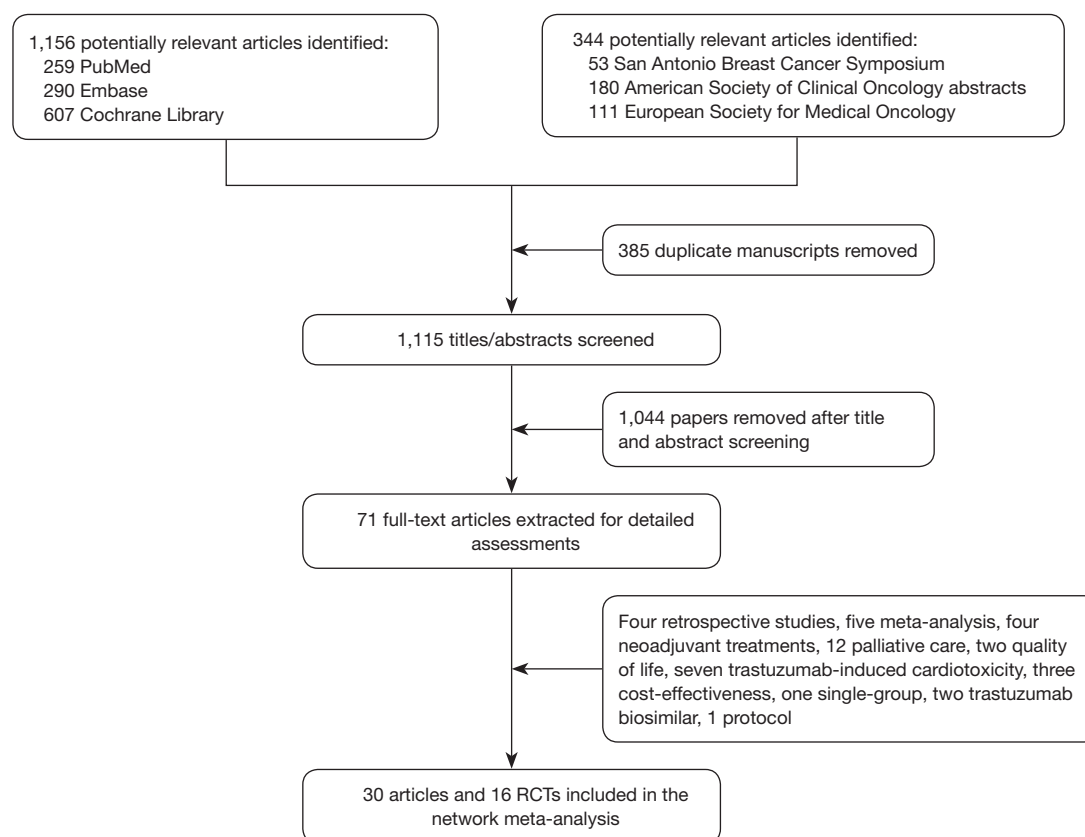 1,156 potentially relevant articles identified:
259 PubMed
290 Embase
607 Cochrane Library
344 potentially relevant articles identified:
53 San Antonio Breast Cancer Symposium
180 American Society of Clinical Oncology abstracts
111 European Society for Medical Oncology
385 duplicate manuscripts removed
1,115 titles/abstracts screened
1,044 papers removed after title
and abstract screening
71 full-text articles extracted for detailed
assessments
Four retrospective studies, five meta-analysis, four
neoadjuvant treatments, 12 palliative care, two quality
of life, seven trastuzumab-induced cardiotoxicity, three
cost-effectiveness, one single-group, two trastuzumab
biosimilar, 1 protocol
30 articles and 16 RCTs included in the
network meta-analysis